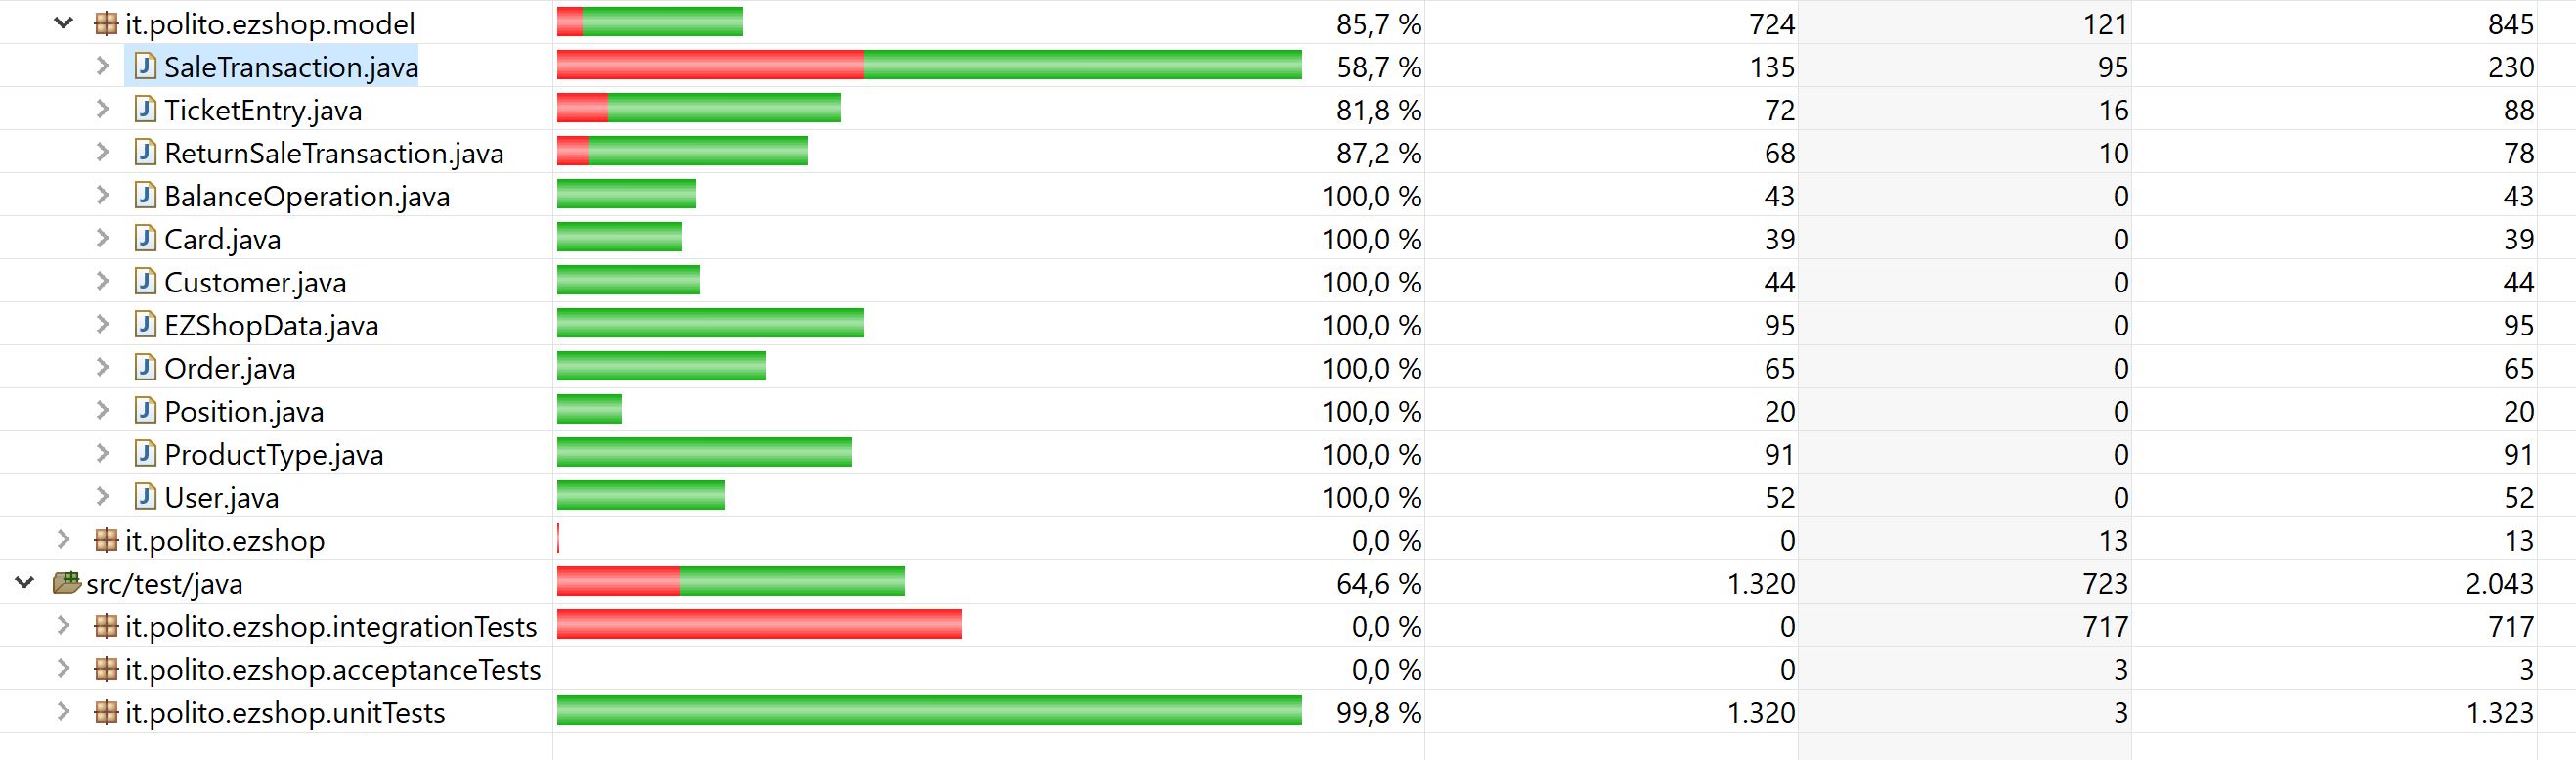 it.polito.ezshop.model 85,7 % 724 121 845
SaleTransaction.java 58,7 % 135 95 230
TicketEntry.java 81,8 % 72 16 88
ReturnSaleTransaction.java 87,2 % 68 10 78
BalanceOperation.java 100,0 % 43 0 43
Card.java 100,0 % 39 0 39
Customer.java 100,0 % 44 0 44
EZShopData.java 100,0 % 95 0 95
Order.java 100,0 % 65 0 65
Position.java 100,0 % 20 0 20
ProductType.java 100,0 % 91 0 91
User.java 100,0 % 52 0 52
it.polito.ezshop 0,0 % 0 13 13
src/test/java 64,6 % 1.320 723 2.043
it.polito.ezshop.integrationTests 0,0 % 0 717 717
it.polito.ezshop.acceptanceTests 0,0 % 0 3 3
it.polito.ezshop.unitTests 99,8 % 1.320 3 1.323